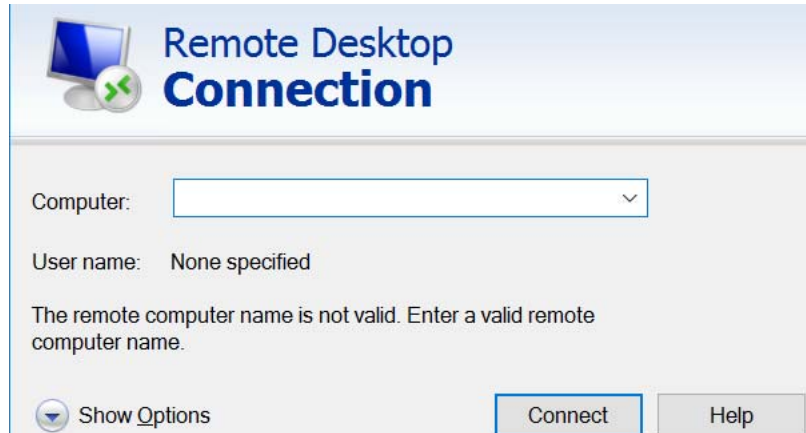 Remote Desktop
Connection
Computer:
User name: None specified
The remote computer name is not valid. Enter a valid remote
computer name.
Show Options
Connect
Help